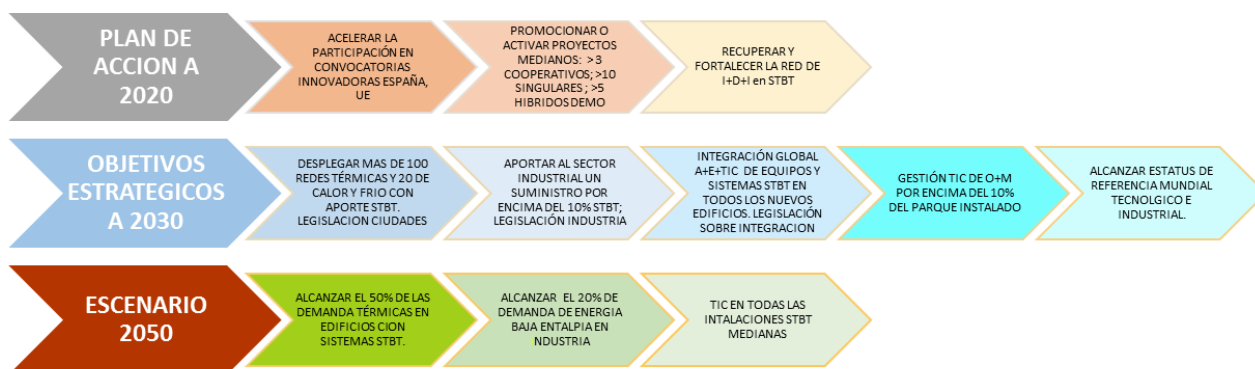 PLAN DE
ACCION A
2020
ACELERAR LA
PARTICIPACIÓN EN
CONVOCATORIAS
INNOVADORAS ESPAÑA,
UE
PROMOCIONAR O
ACTIVAR PROYECTOS
MEDIANOS: > 3
COOPERATIVOS; >10
SINGULARES ; >5
HIBRIDOS DEMO
RECUPERAR Y
FORTALECER LA RED DE
I+D+I en STBT
OBJETIVOS
ESTRATEGICOS
A 2030
DESPLEGAR MAS DE 100
REDES TÉRMICAS Y 20 DE
CALOR Y FRIO CON
APORTE STBT.
LEGISLACION CIUDADES
APORTAR AL SECTOR
INDUSTRIAL UN
SUMINISTRO POR
ENCIMA DEL 10% STBT;
LEGISLACIÓN INDUSTRIA
INTEGRACIÓN GLOBAL
A+E+TIC DE EQUIPOS Y
SISTEMAS STBT EN
TODOS LOS NUEVOS
EDIFICIOS. LEGISLACIÓN
SOBRE INTEGRACION
GESTIÓN TIC DE O+M
POR ENCIMA DEL 10%
DEL PARQUE INSTALADO
ALCANZAR ESTATUS DE
REFERENCIA MUNDIAL
TECNOLGICO E
INDUSTRIAL.
ESCENARIO
2050
ALCANZAR EL 50% DE LAS
DEMANDA TÉRMICAS EN
EDIFICIOS CION
SISTEMAS STBT.
ALCANZAR EL 20% DE
DEMANDA DE ENERGIA
BAJA ENTALPIA EN
NDUSTRIA
TIC EN TODAS LAS
INTALACIONES STBT
MEDIANAS